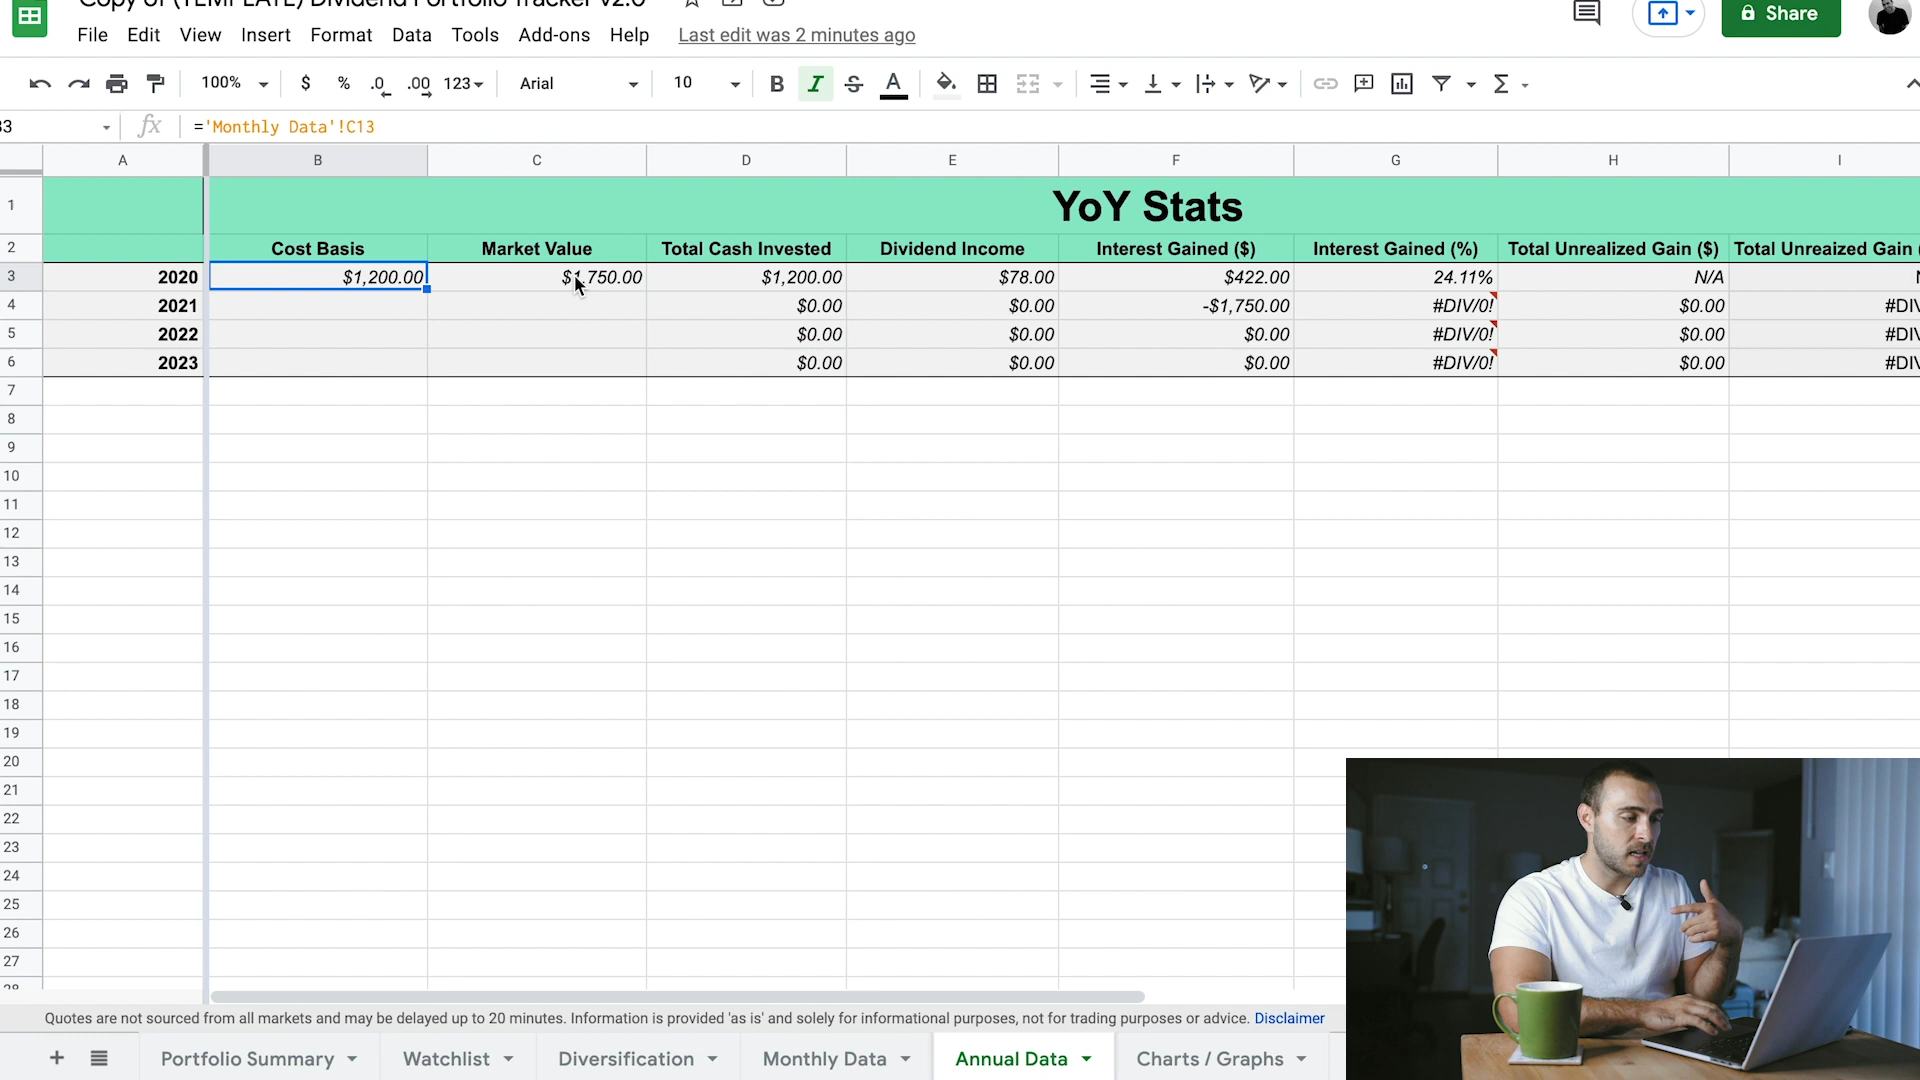 Copy of (TEMPLATE) Dividend Portfolio Tracker v2.0
File Edit View Insert Format Data Tools Add-ons Help Last edit was 2 minutes ago
Share
100% $ % .0 .00 123 Arial 10 B I S A
fx ='Monthly Data'!C13
A B C D E F G H I
1 YoY Stats
2 Cost Basis Market Value Total Cash Invested Dividend Income Interest Gained ($) Interest Gained (%) Total Unrealized Gain ($) Total Unreaized Gain
3 2020 $1,200.00 $1,750.00 $1,200.00 $78.00 $422.00 24.11% N/A
4 2021 $0.00 $0.00 -$1,750.00 #DIV/0! $0.00 #DIV
5 2022 $0.00 $0.00 $0.00 #DIV/0! $0.00 #DIV
6 2023 $0.00 $0.00 $0.00 #DIV/0! $0.00 #DIV
7
8
9
10
11
12
13
14
15
16
17
18
19
20
21
22
23
24
25
26
27
28
Quotes are not sourced from all markets and may be delayed up to 20 minutes. Information is provided 'as is' and solely for informational purposes, not for trading purposes or advice. Disclaimer
Portfolio Summary Watchlist Diversification Monthly Data Annual Data Charts / Graphs